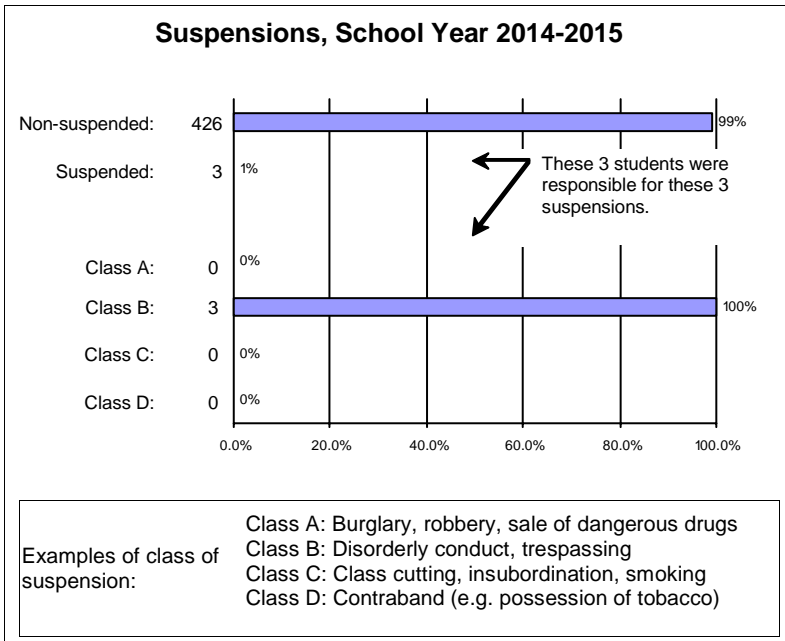 Suspensions, School Year 2014-2015
Non-suspended: 426 99%
Suspended: 3 1%
These 3 students were
responsible for these 3
suspensions.
Class A: 0 0%
Class B: 3 100%
Class C: 0 0%
Class D: 0 0%
0.0% 20.0% 40.0% 60.0% 80.0% 100.0%
Examples of class of
suspension:
Class A: Burglary, robbery, sale of dangerous drugs
Class B: Disorderly conduct, trespassing
Class C: Class cutting, insubordination, smoking
Class D: Contraband (e.g. possession of tobacco)